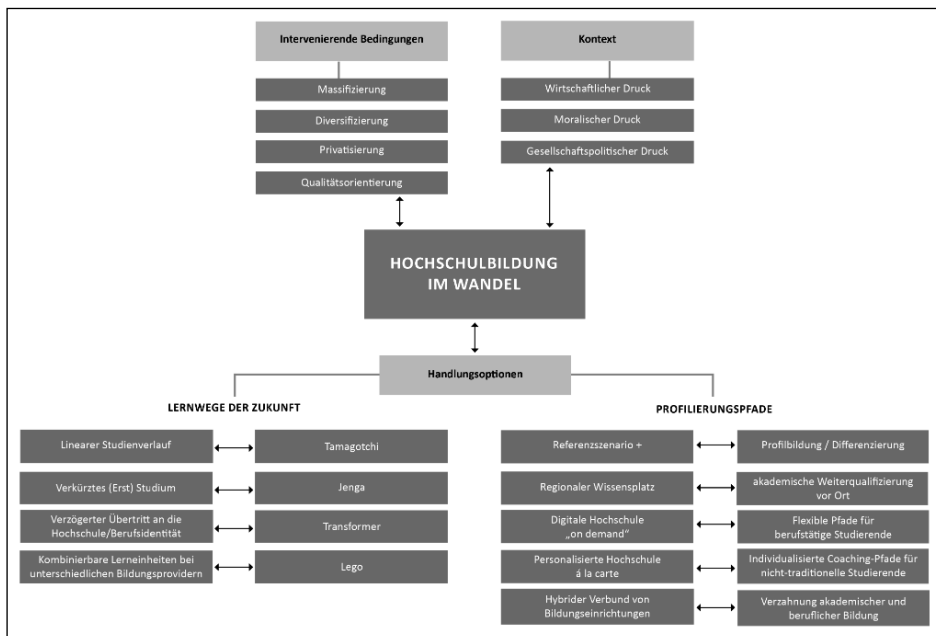 Intervenierende Bedingungen
Massifizierung
Diversifizierung
Privatisierung
Qualitätsorientierung
Kontext
Wirtschaftlicher Druck
Moralischer Druck
Gesellschaftspolitischer Druck
HOCHSCHULBILDUNG
IM WANDEL
Handlungsoptionen
LERNWEGE DER ZUKUNFT
Linearer Studienverlauf
Tamagotchi
Verkürztes (Erst) Studium
Jenga
Verzögerter Übertritt an die
Hochschule/Berufsidentität
Transformer
Kombinierbare Lerneinheiten bei
unterschiedlichen Bildungsprovidern
Lego
PROFILIERUNGSPFADE
Referenzszenario +
Profilbildung / Differenzierung
Regionaler Wissensplatz
akademische Weiterqualifizierung
vor Ort
Digitale Hochschule
„on demand“
Flexible Pfade für
berufstätige Studierende
Personalisierte Hochschule
á la carte
Individualisierte Coaching-Pfade für
nicht-traditionelle Studierende
Hybrider Verbund von
Bildungseinrichtungen
Verzahnung akademischer und
beruflicher Bildung